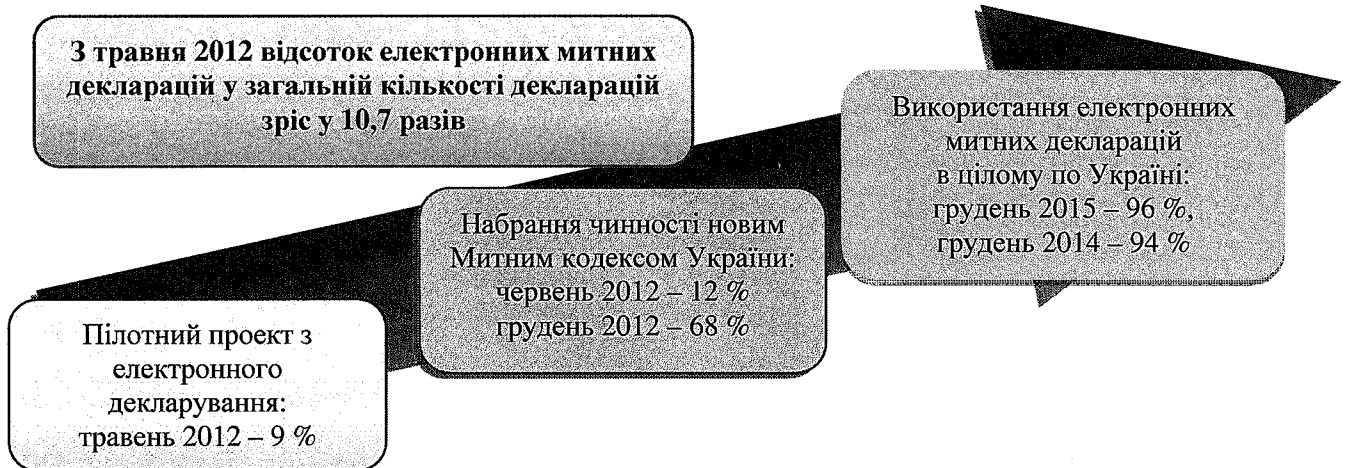 З травня 2012 відсоток електронних митних
декларацій у загальній кількості декларацій
зріс у 10,7 разів
Використання електронних
митних декларацій
в цілому по Україні:
грудень 2015 – 96 %,
грудень 2014 – 94 %
Набрання чинності новим
Митним кодексом України:
червень 2012 – 12 %
грудень 2012 – 68 %
Пілотний проект з
електронного
декларування:
травень 2012 – 9 %